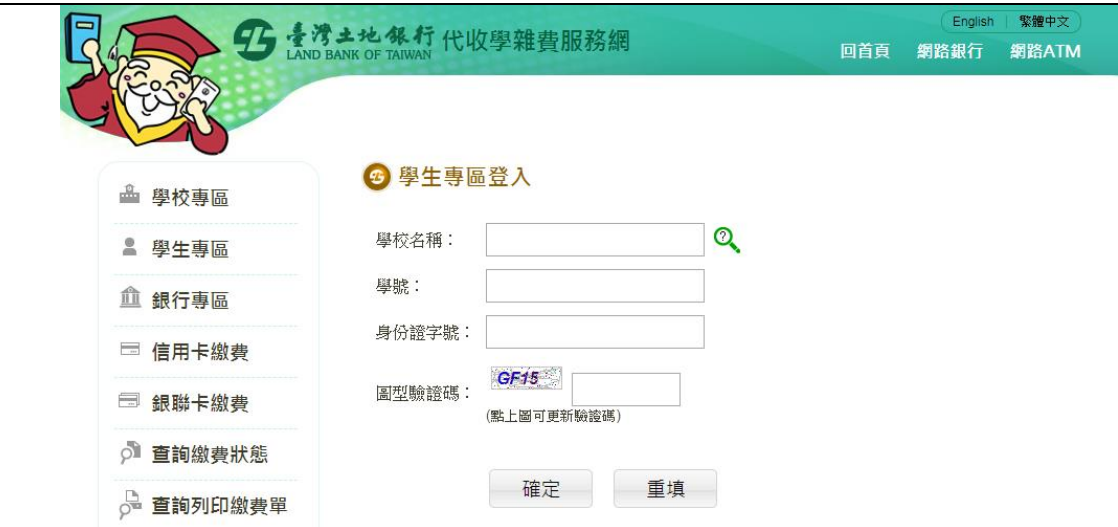 English 繁體中文
臺灣土地銀行 代收學雜費服務網
LAND BANK OF TAIWAN
回首頁 網路銀行 網路ATM
學生專區登入
學校專區
學生專區
銀行專區
信用卡繳費
銀聯卡繳費
查詢繳費狀態
查詢列印繳費單
學校名稱：
學號：
身份證字號：
圖型驗證碼： GF15
(點上圖可更新驗證碼)
確定 重填